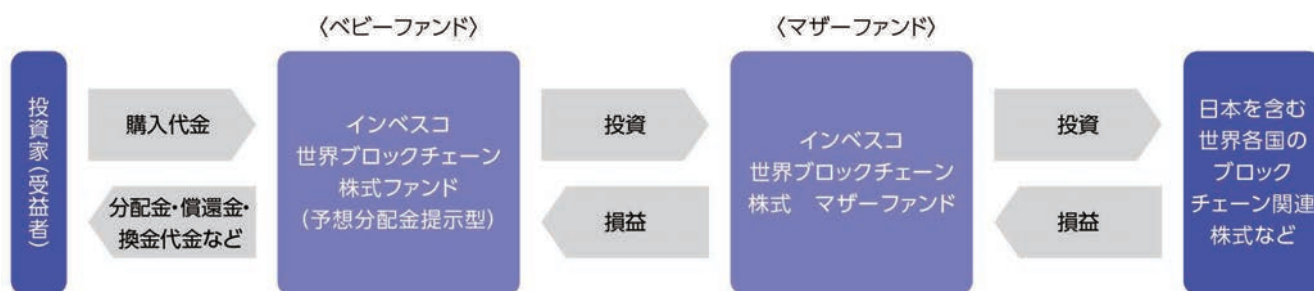 〈ベビーファンド〉
〈マザーファンド〉
投資家(受益者)
購入代金
分配金・償還金・
換金代金など
インベスコ
世界ブロックチェーン
株式ファンド
(予想分配金提示型)
投資
損益
インベスコ
世界ブロックチェーン
株式 マザーファンド
投資
損益
日本を含む
世界各国の
ブロック
チェーン関連
株式など